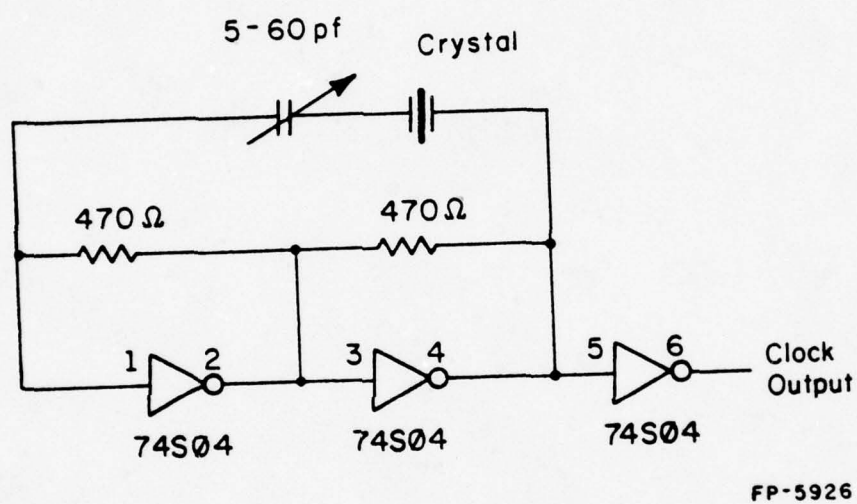 5-60pf
Crystal
470Ω
470Ω
1
2
3
4
5
6
Clock
Output
74SØ4
74SØ4
74SØ4
FP-5926